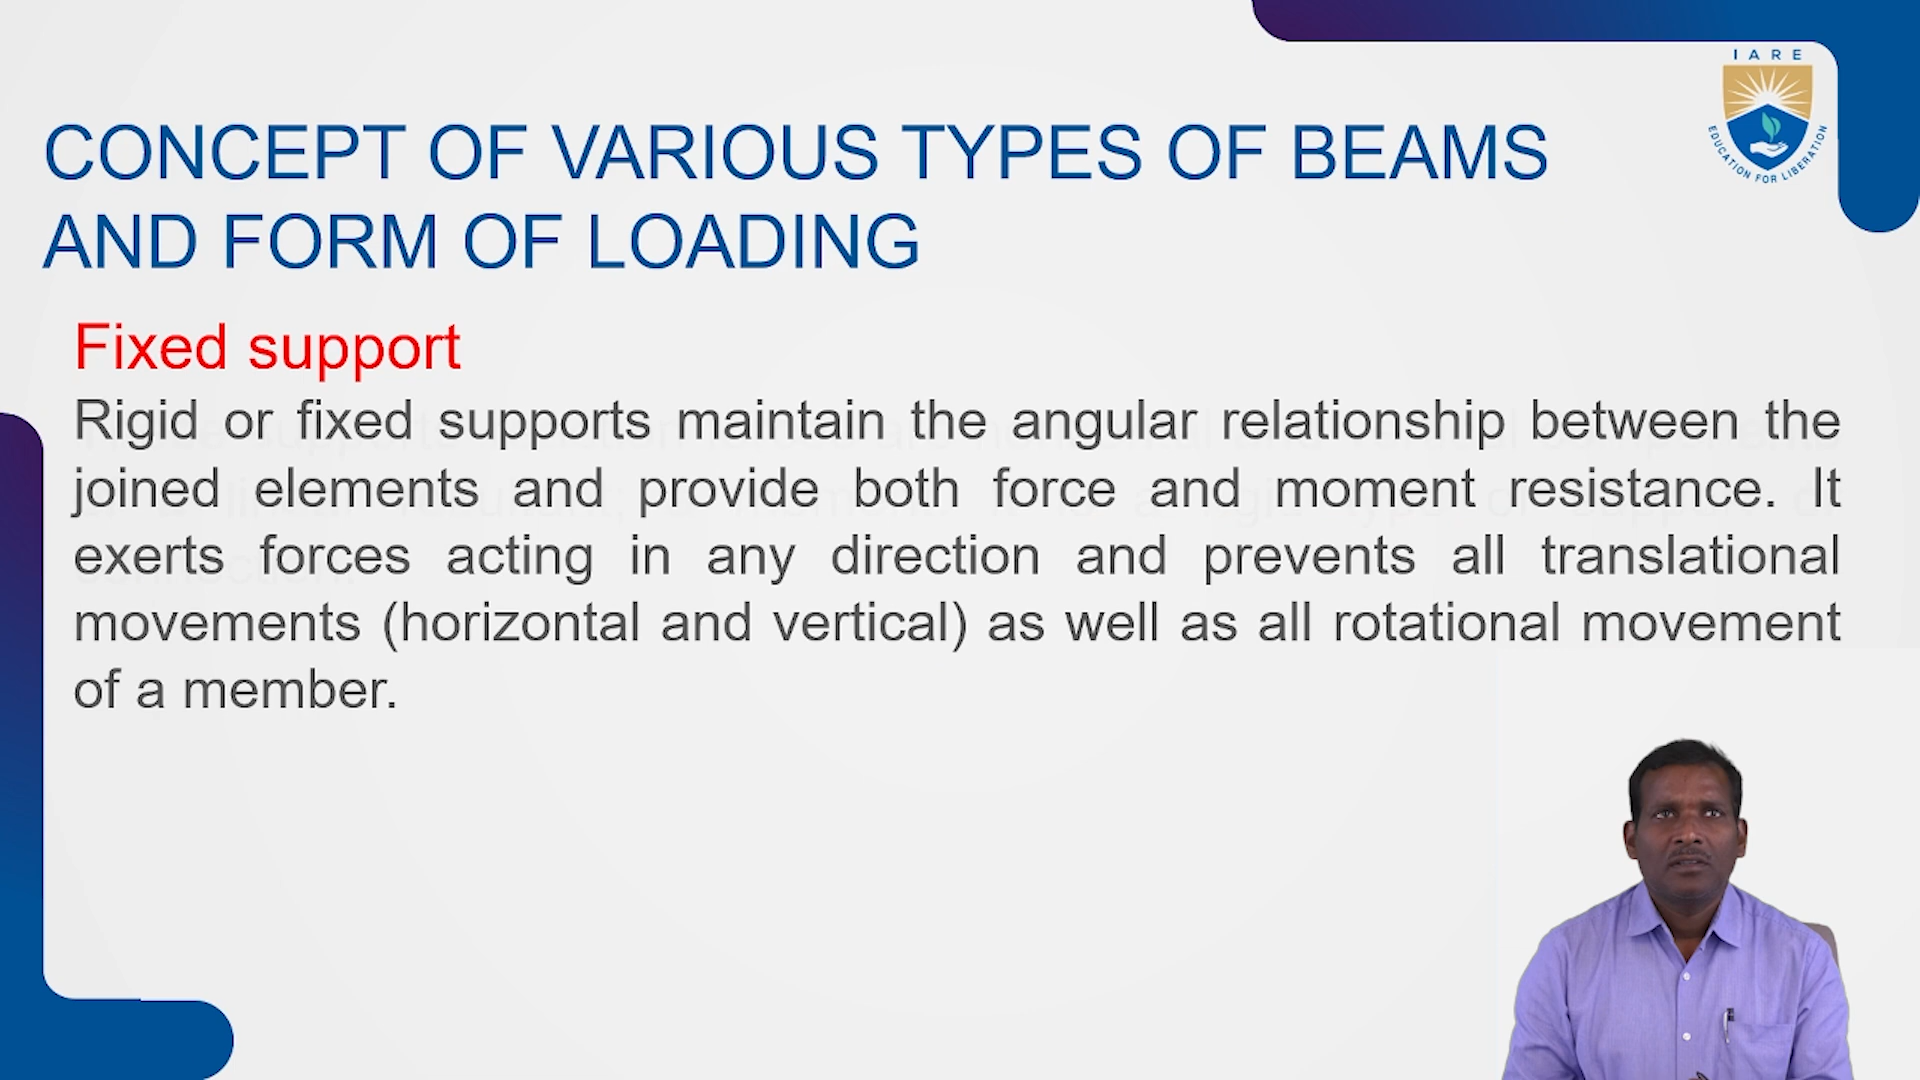 IARE
EDUCATION FOR LIBERATION
CONCEPT OF VARIOUS TYPES OF BEAMS
AND FORM OF LOADING
Fixed support
Rigid or fixed supports maintain the angular relationship between the
joined elements and provide both force and moment resistance. It
exerts forces acting in any direction and prevents all translational
movements (horizontal and vertical) as well as all rotational movement
of a member.